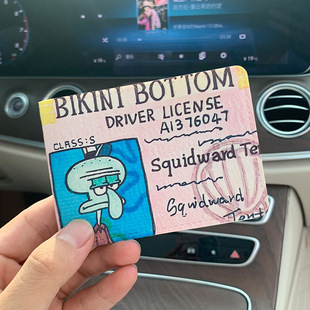 BIKINI BOTTOM
DRIVER LICENSE
A1376047
CLASS:S
Squidward Te
Squidward
Tent